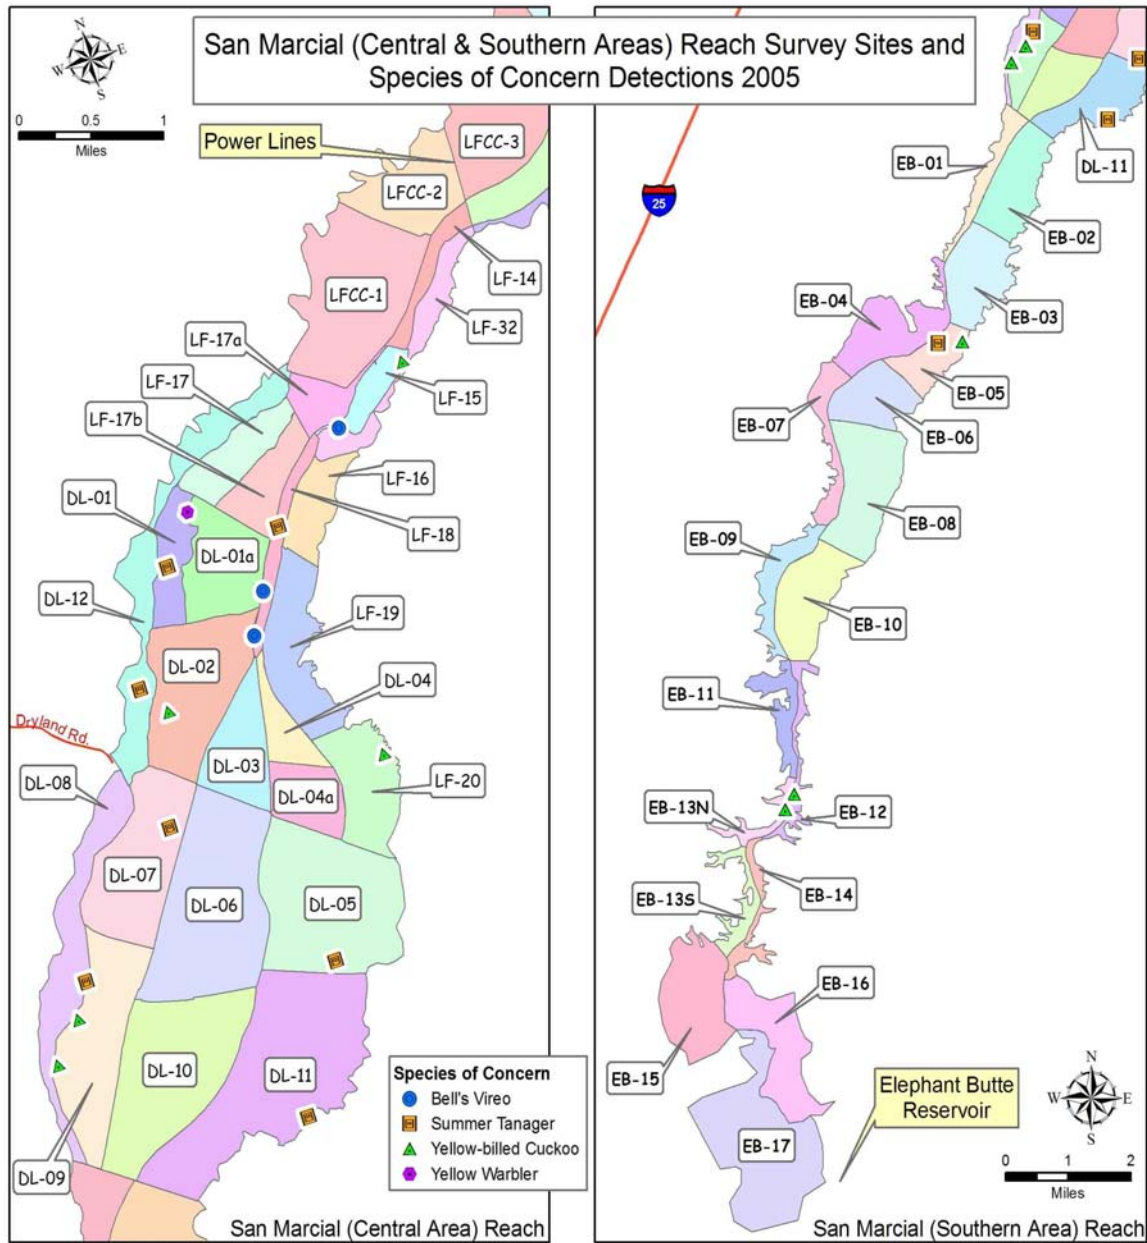 San Marcial (Central & Southern Areas) Reach Survey Sites and
Species of Concern Detections 2005
N
W E
S
0 0.5 1
Miles
Power Lines
LFCC-3
LFCC-2
LF-14
LFCC-1
LF-32
LF-17a
LF-17
LF-15
LF-17b
LF-16
DL-01
LF-18
DL-01a
DL-12
LF-19
DL-02
DL-04
Dryland Rd.
DL-03
LF-20
DL-08
DL-04a
DL-07
DL-06
DL-05
DL-10
DL-11
DL-09
Species of Concern
Bell's Vireo
Summer Tanager
Yellow-billed Cuckoo
Yellow Warbler
San Marcial (Central Area) Reach
25
EB-01
DL-11
EB-02
EB-04
EB-03
EB-05
EB-07
EB-06
EB-08
EB-09
EB-10
EB-11
EB-13N
EB-12
EB-14
EB-13S
EB-16
EB-15
Elephant Butte
Reservoir
EB-17
N
W E
S
0 1 2
Miles
San Marcial (Southern Area) Reach